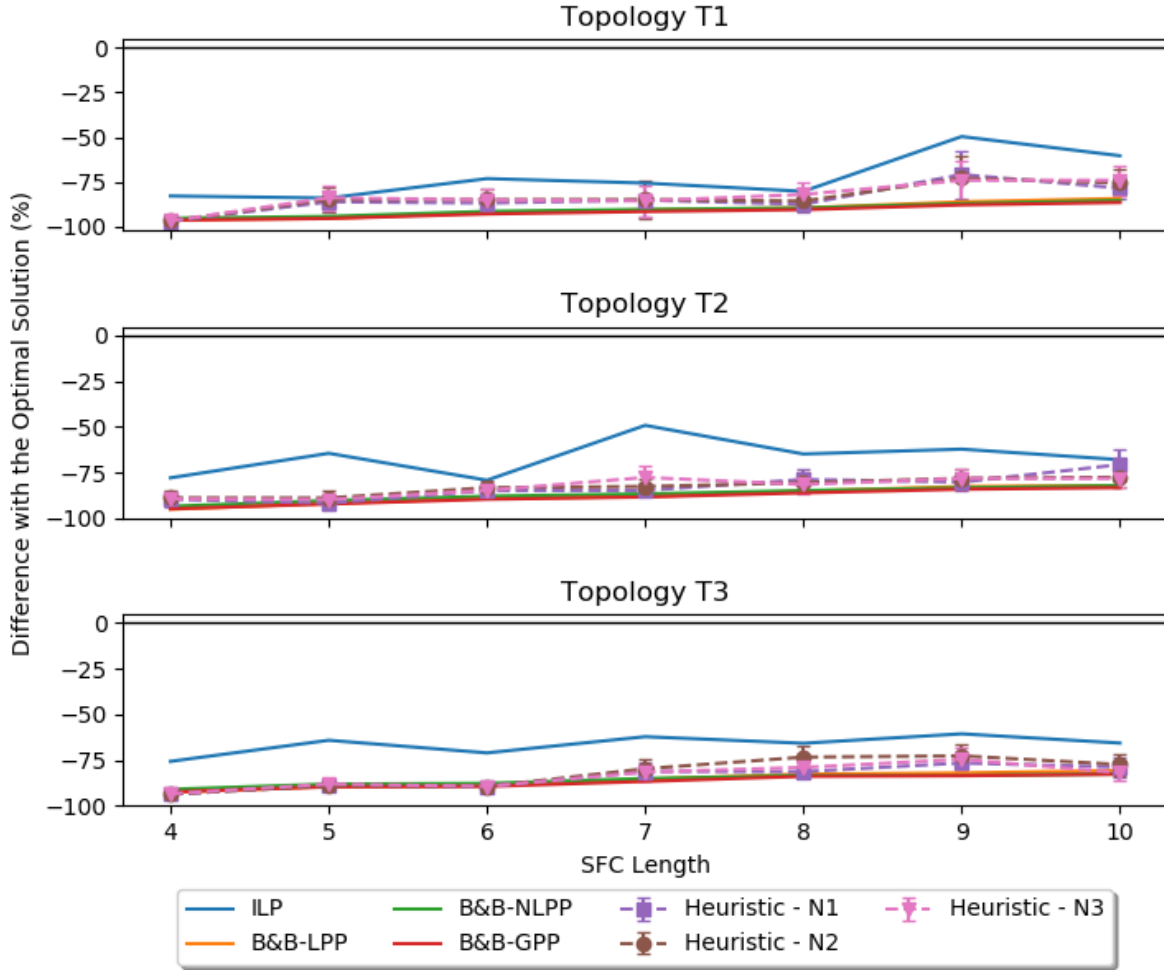 Topology T1
0
−25
−50
−75
−100
Topology T2
0
−25
−50
−75
−100
Difference with the Optimal Solution (%)
Topology T3
0
−25
−50
−75
−100
4 5 6 7 8 9 10
SFC Length
ILP B&B-NLPP Heuristic - N1 Heuristic - N3
B&B-LPP B&B-GPP Heuristic - N2